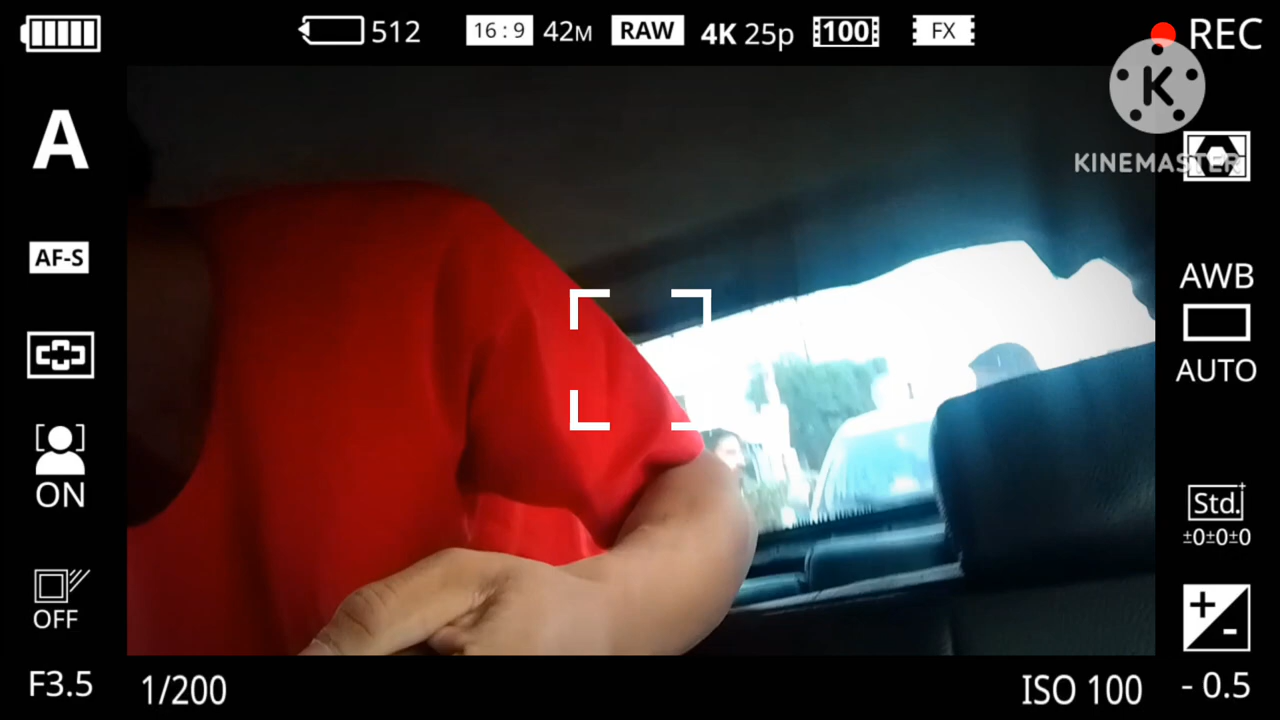 512 16:9 42M RAW 4K 25p 100 FX REC
K
KINEMASTER
A
AF-S
AWB
AUTO
ON
Std.
±0±0±0
OFF
F3.5 1/200 ISO 100 - 0.5